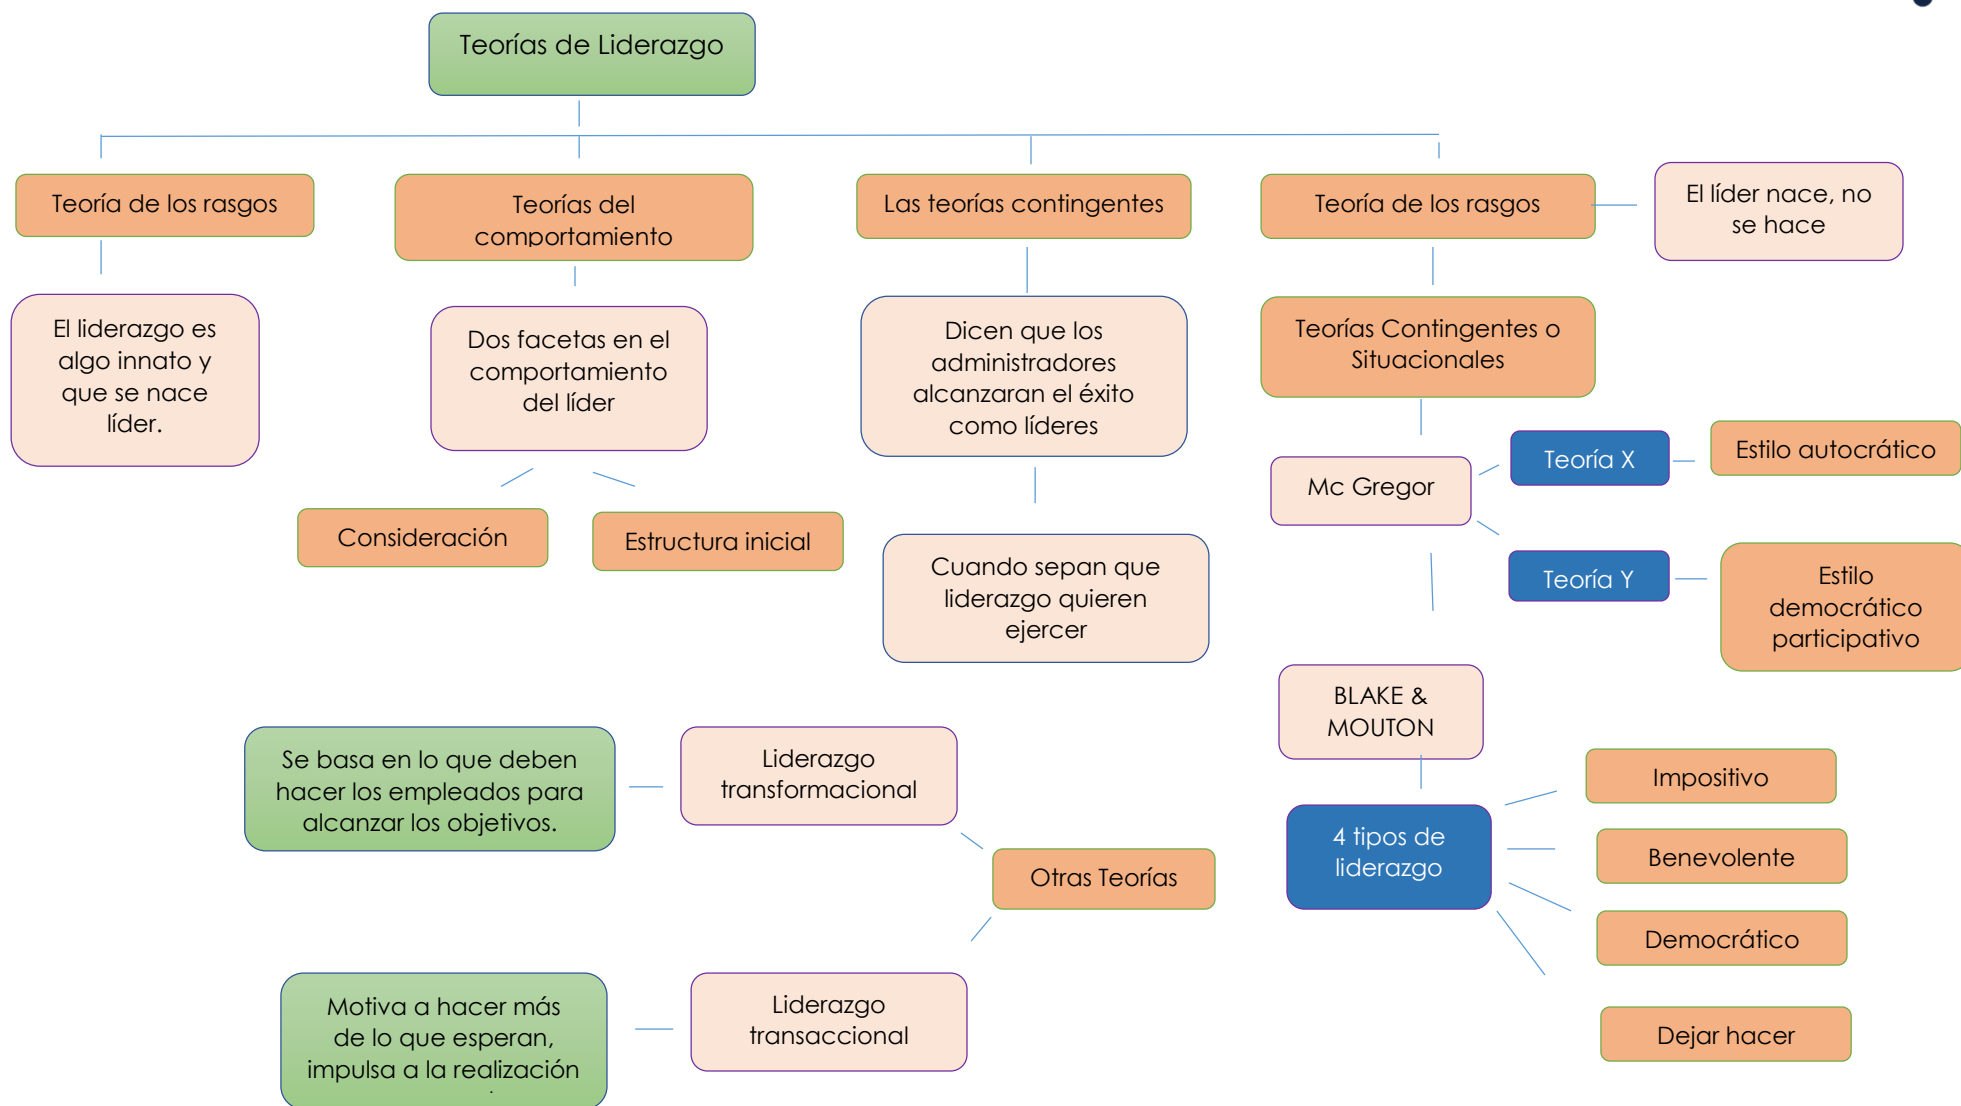 Teorías de Liderazgo
Teoría de los rasgos
Teorías del
comportamiento
Las teorías contingentes
Teoría de los rasgos
El líder nace, no
se hace
El liderazgo es
algo innato y
que se nace
líder.
Dos facetas en el
comportamiento
del líder
Dicen que los
administradores
alcanzaran el éxito
como líderes
Teorías Contingentes o
Situacionales
Consideración
Estructura inicial
Cuando sepan que
liderazgo quieren
ejercer
Mc Gregor
Teoría X
Estilo autocrático
Teoría Y
Estilo
democrático
participativo
BLAKE &
MOUTON
4 tipos de
liderazgo
Impositivo
Benevolente
Democrático
Dejar hacer
Se basa en lo que deben
hacer los empleados para
alcanzar los objetivos.
Liderazgo
transformacional
Otras Teorías
Motiva a hacer más
de lo que esperan,
impulsa a la realización
Liderazgo
transaccional